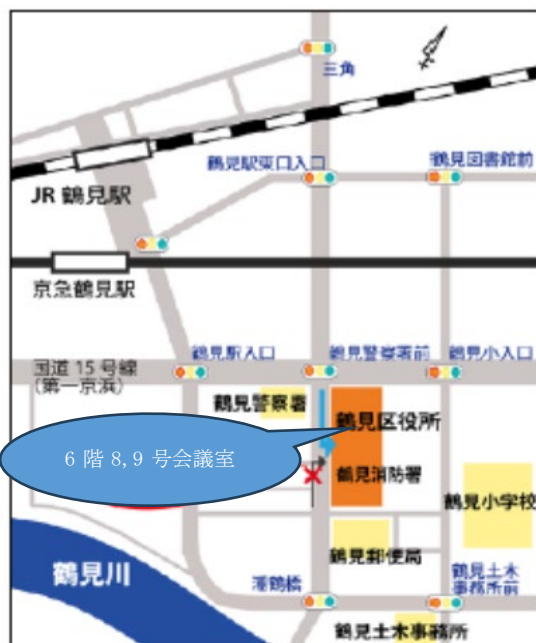 三角
鶴見駅東口入口
鶴見図書館前
JR 鶴見駅
京急鶴見駅
鶴見駅入口
鶴見警察署前
鶴見小入口
国道 15 号線
(第一京浜)
鶴見警察署
鶴見区役所
6 階 8,9 号会議室
鶴見消防署
鶴見小学校
鶴見郵便局
鶴見川
潮鶴橋
鶴見土木
事務所前
鶴見土木事務所